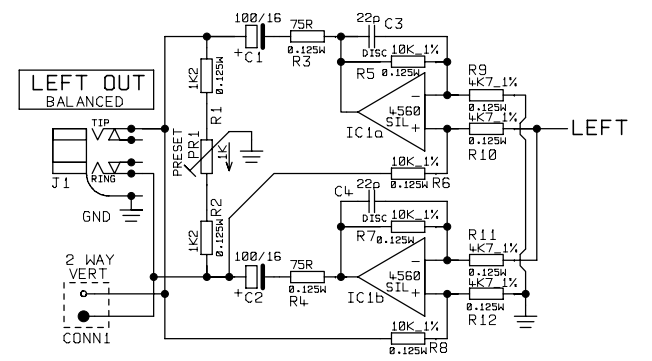 100/16
+C1
75R
0.125W
R3
22p
C3
DISC
10K_1%
R5
0.125W
R9
4K7_1%
0.125W
4K7_1%
0.125W
R10
LEFT
4560
SIL
IC1a
−
+
LEFT OUT
BALANCED
1K2
0.125W
R1
PRESET
PR1
1K
TIP
RING
J1
GND
10K_1%
0.125W
R6
C4
22p
DISC
10K_1%
R7
0.125W
R2
1K2
0.125W
100/16
+C2
75R
0.125W
R4
4560
SIL
IC1b
−
+
R11
4K7_1%
0.125W
4K7_1%
0.125W
R12
2 WAY
VERT
CONN1
10K_1%
0.125W
R8